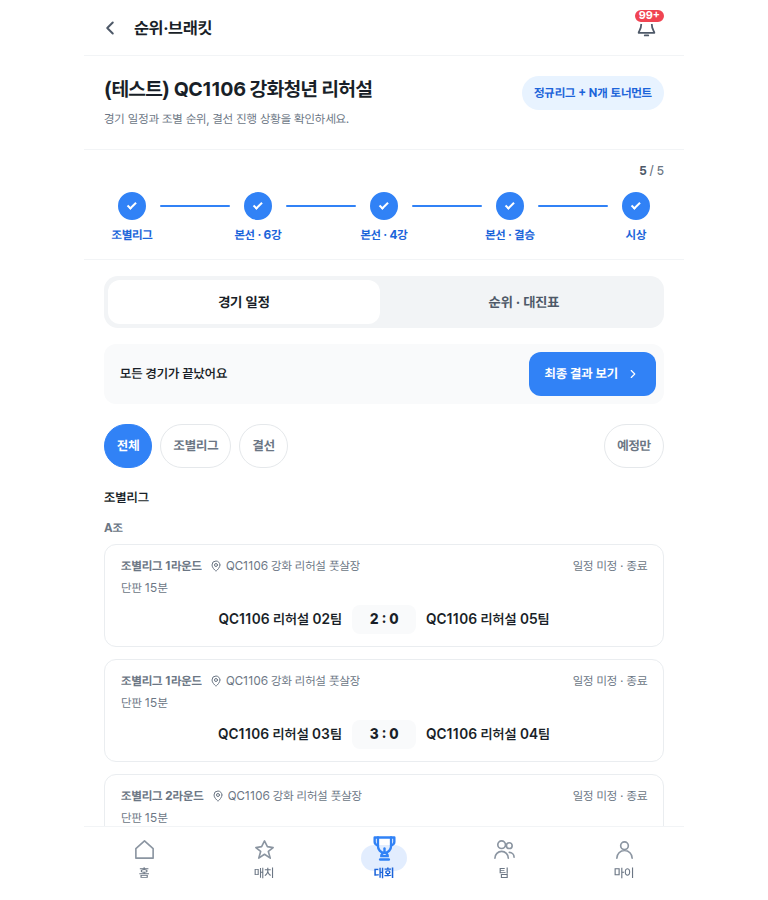 순위·브래킷
99+
(테스트) QC1106 강화청년 리허설
정규리그 + N개 토너먼트
경기 일정과 조별 순위, 결선 진행 상황을 확인하세요.
5 / 5
조별리그 본선 · 6강 본선 · 4강 본선 · 결승 시상
경기 일정 순위 · 대진표
모든 경기가 끝났어요 최종 결과 보기
전체 조별리그 결선 예정만
조별리그
A조
조별리그 1라운드 QC1106 강화 리허설 풋살장 일정 미정 · 종료
단판 15분
QC1106 리허설 02팀 2 : 0 QC1106 리허설 05팀
조별리그 1라운드 QC1106 강화 리허설 풋살장 일정 미정 · 종료
단판 15분
QC1106 리허설 03팀 3 : 0 QC1106 리허설 04팀
조별리그 2라운드 QC1106 강화 리허설 풋살장 일정 미정 · 종료
단판 15분
홈 매치 대회 팀 마이